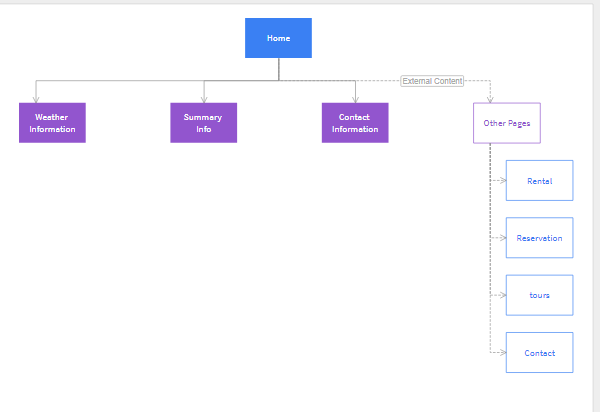 Home
External Content
Weather
Information
Summary
Info
Contact
Information
Other Pages
Rental
Reservation
tours
Contact